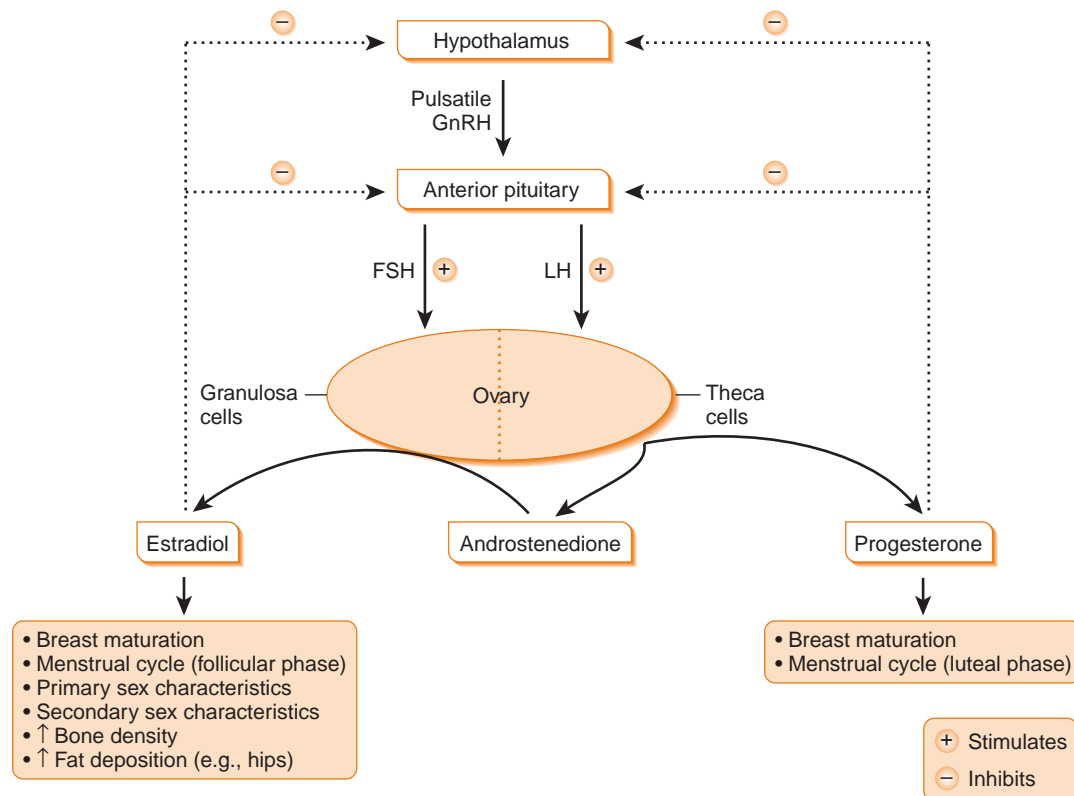 −
−
Hypothalamus
Pulsatile
GnRH
−
−
Anterior pituitary
FSH
+
LH
+
Granulosa
cells
Ovary
Theca
cells
Estradiol
Androstenedione
Progesterone
• Breast maturation
• Menstrual cycle (follicular phase)
• Primary sex characteristics
• Secondary sex characteristics
• ↑ Bone density
• ↑ Fat deposition (e.g., hips)
• Breast maturation
• Menstrual cycle (luteal phase)
+ Stimulates
− Inhibits